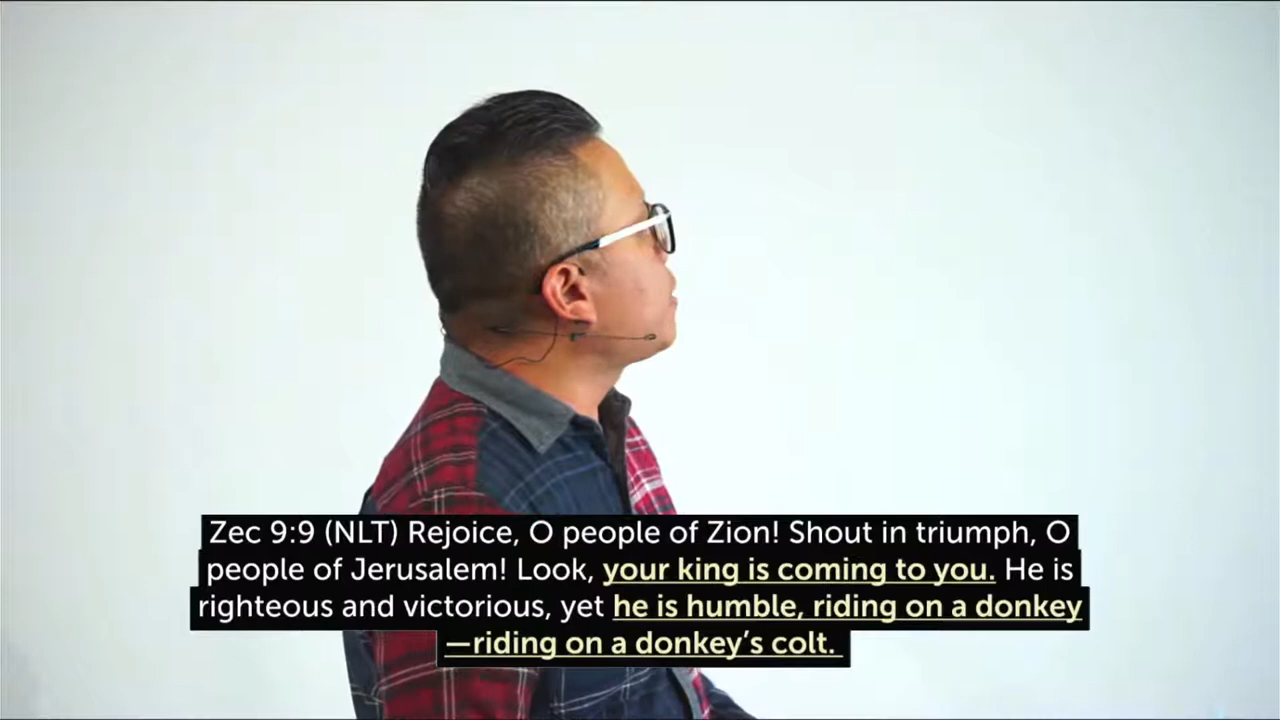 Zec 9:9 (NLT) Rejoice, O people of Zion! Shout in triumph, O
people of Jerusalem! Look, your king is coming to you. He is
righteous and victorious, yet he is humble, riding on a donkey
—riding on a donkey’s colt.